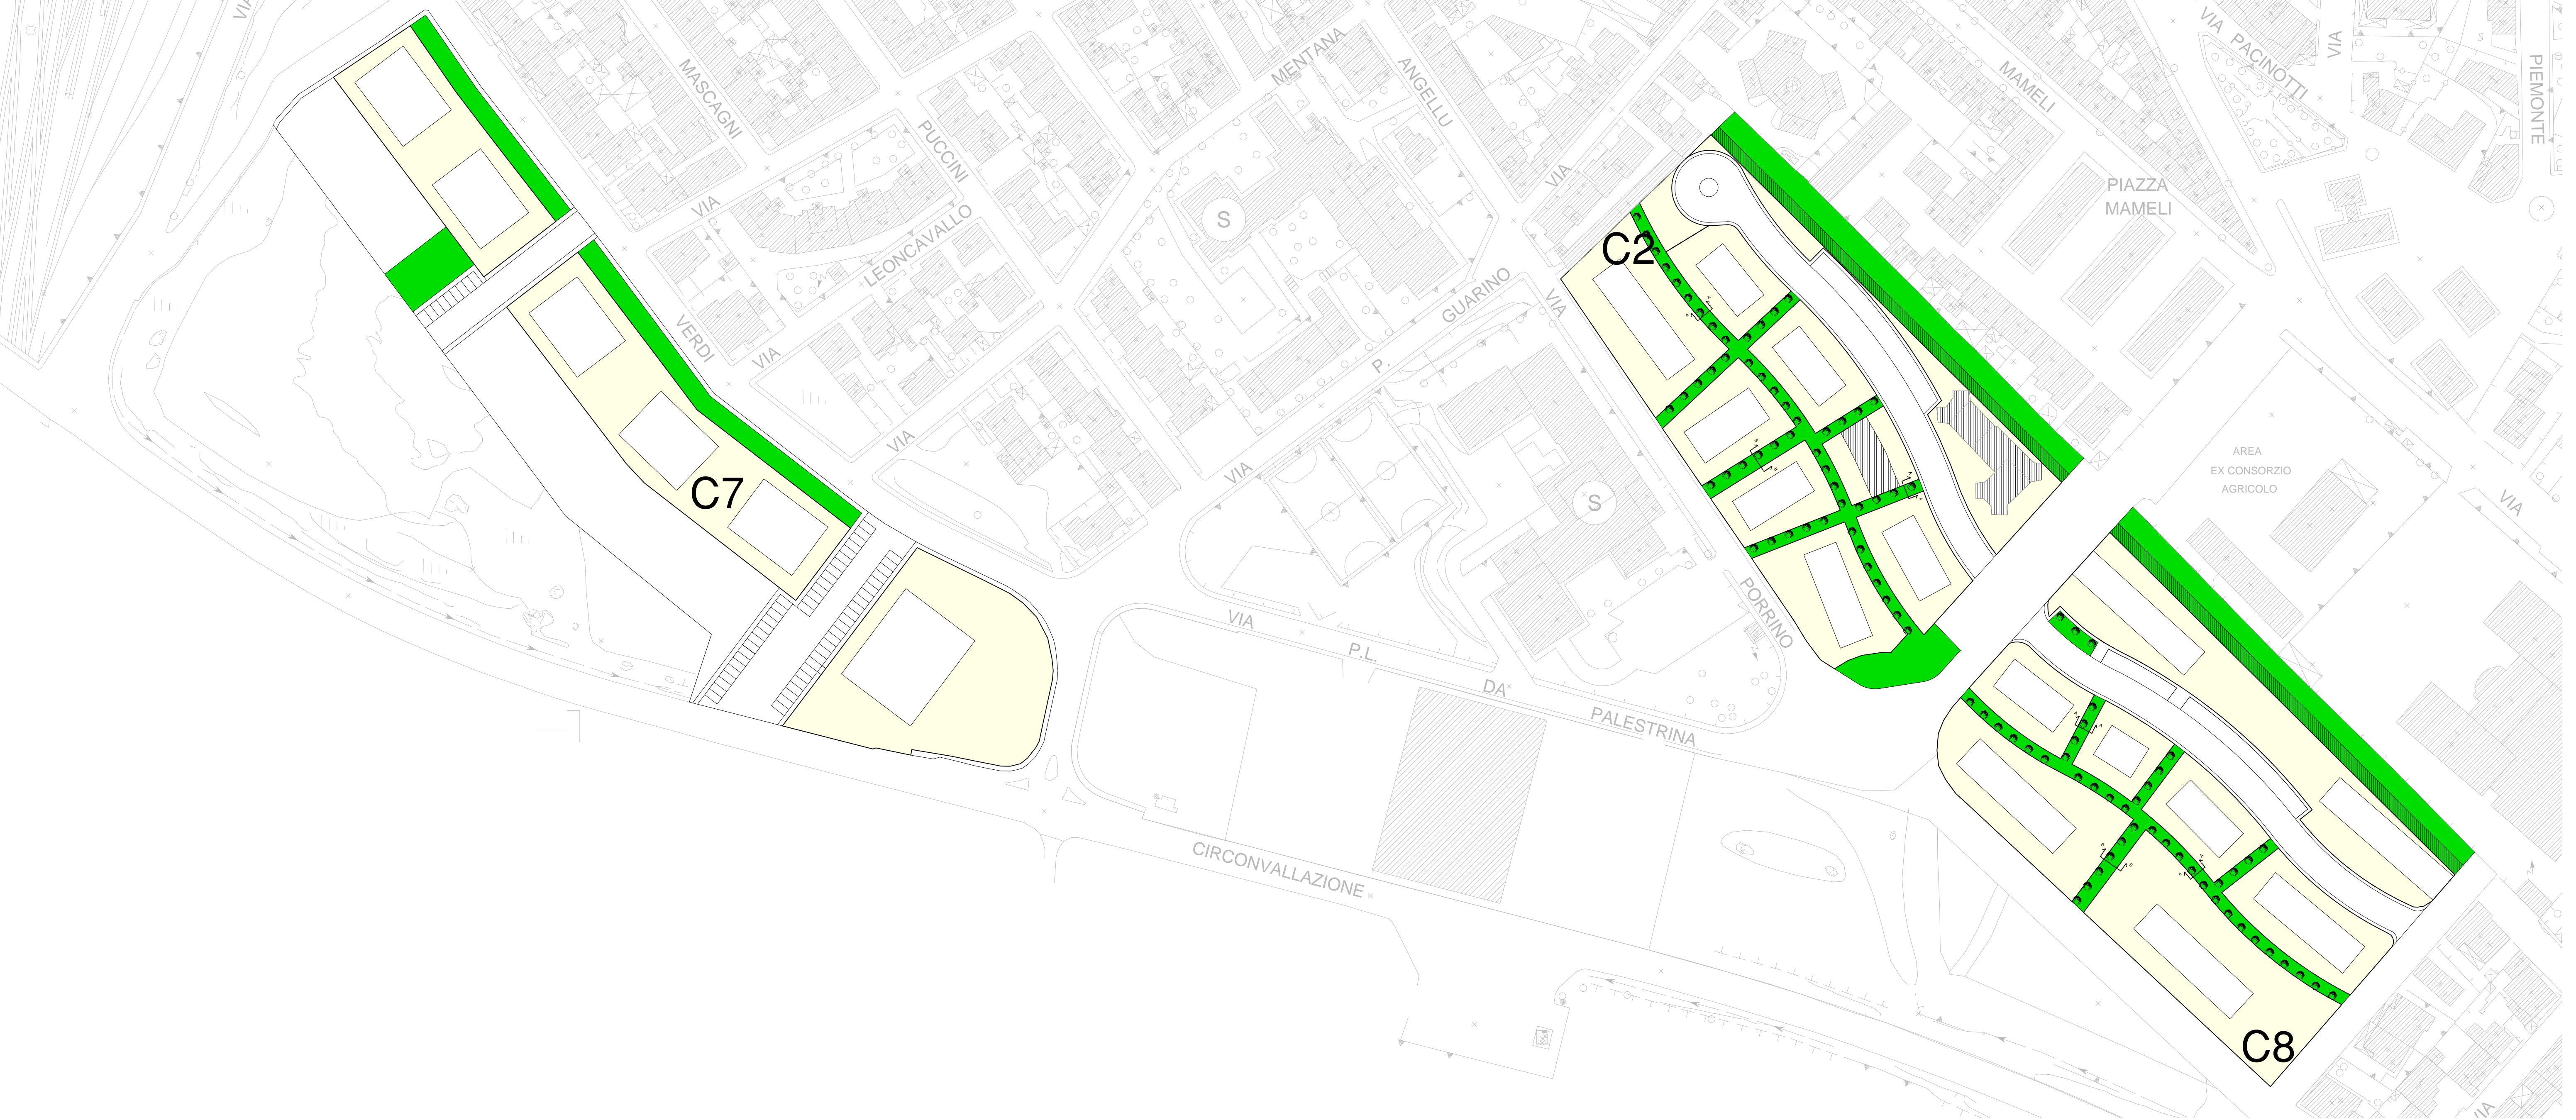 VIA
MASCAGNI
PUCCINI
MENTANA
ANGELLU
VIA
MAMELI
VIA PACINOTTI
VIA
PIEMONTE
PIAZZA
MAMELI
S
VIA
LEONCAVALLO
C2
VIA
GUARINO
P.
VERDI
VIA
VIA
VIA
C7
S
AREA
EX CONSORZIO
AGRICOLO
VIA
PORRINO
VIA
P.L.
DA
PALESTRINA
CIRCONVALLAZIONE
C8
VIA